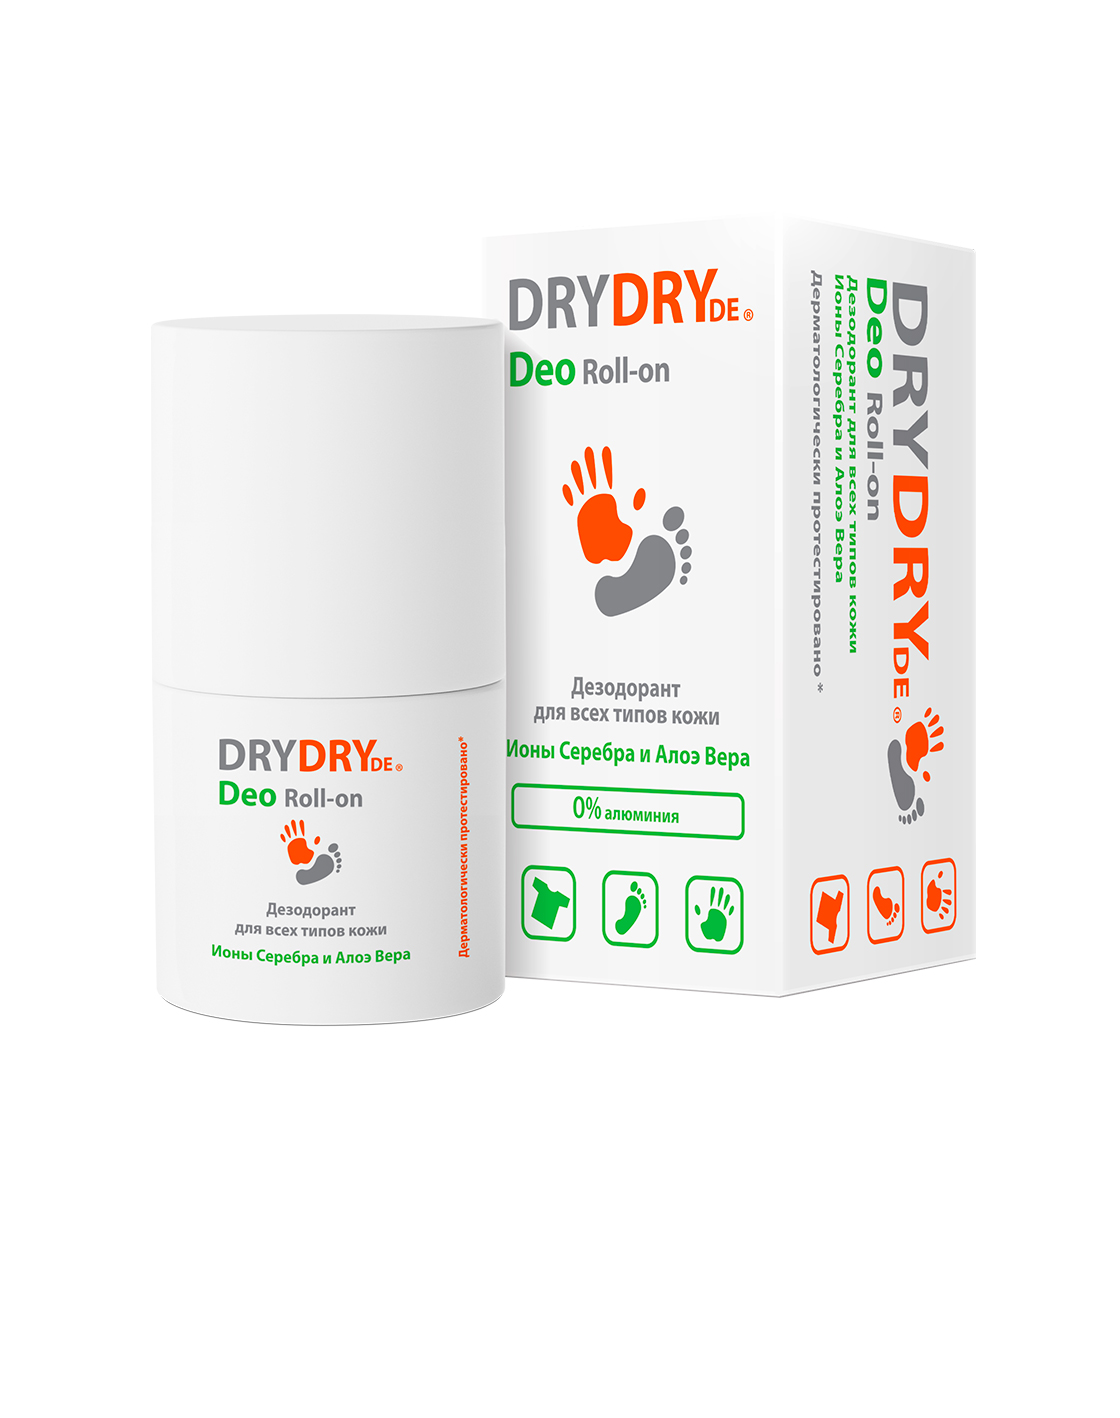 DRYDRYDE®
Deo Roll-on
Дезодорант
для всех типов кожи
Ионы Серебра и Алоэ Вера
0% алюминия
DRYDRYDE®
Deo Roll-on
Дезодорант для всех типов кожи
Ионы Серебра и Алоэ Вера
Дерматологически протестировано *
DRYDRYDE®
Deo Roll-on
Дезодорант
для всех типов кожи
Ионы Серебра и Алоэ Вера
Дерматологически протестировано*